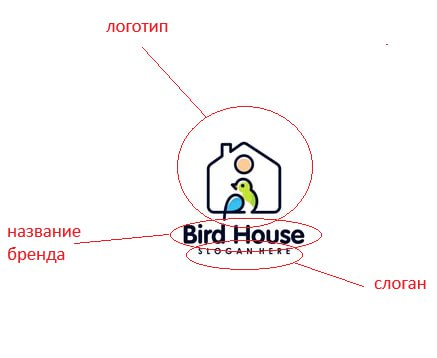 логотип
Bird House
SLOGAN HERE
название
бренда
слоган